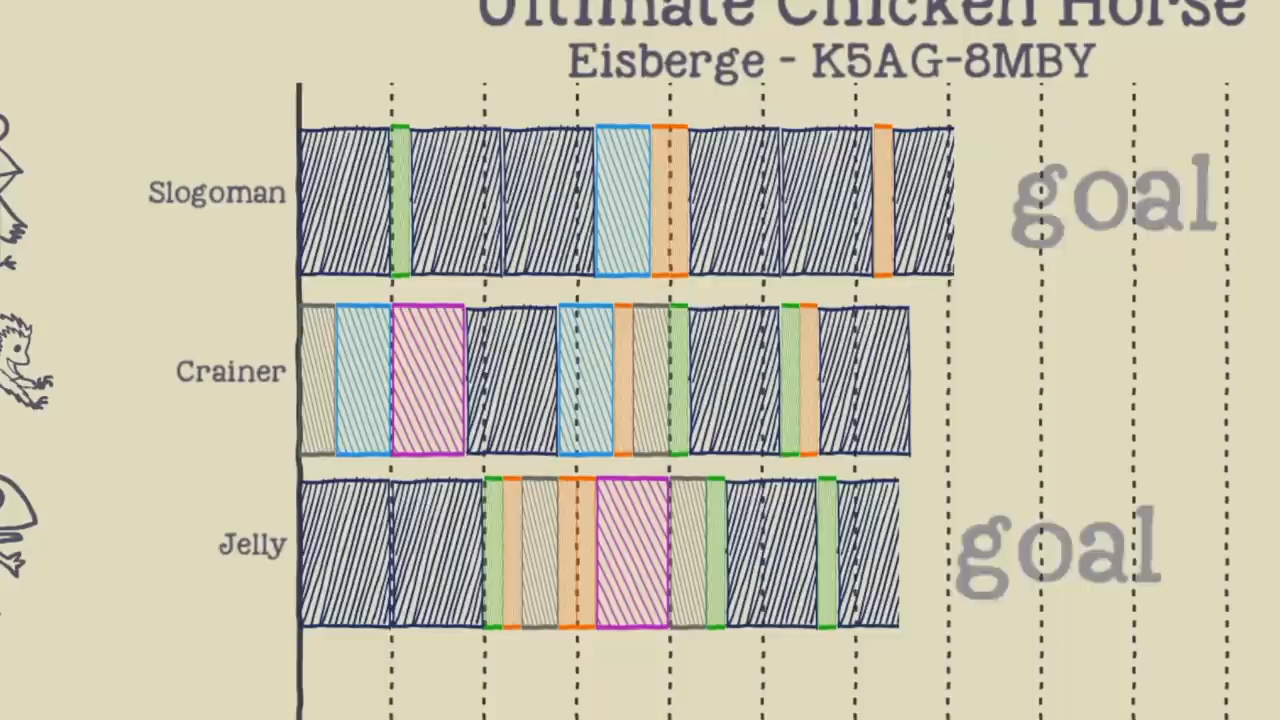 Ultimate Chicken Horse
Eisberge - K5AG-8MBY
Slogoman
goal
Crainer
Jelly
goal